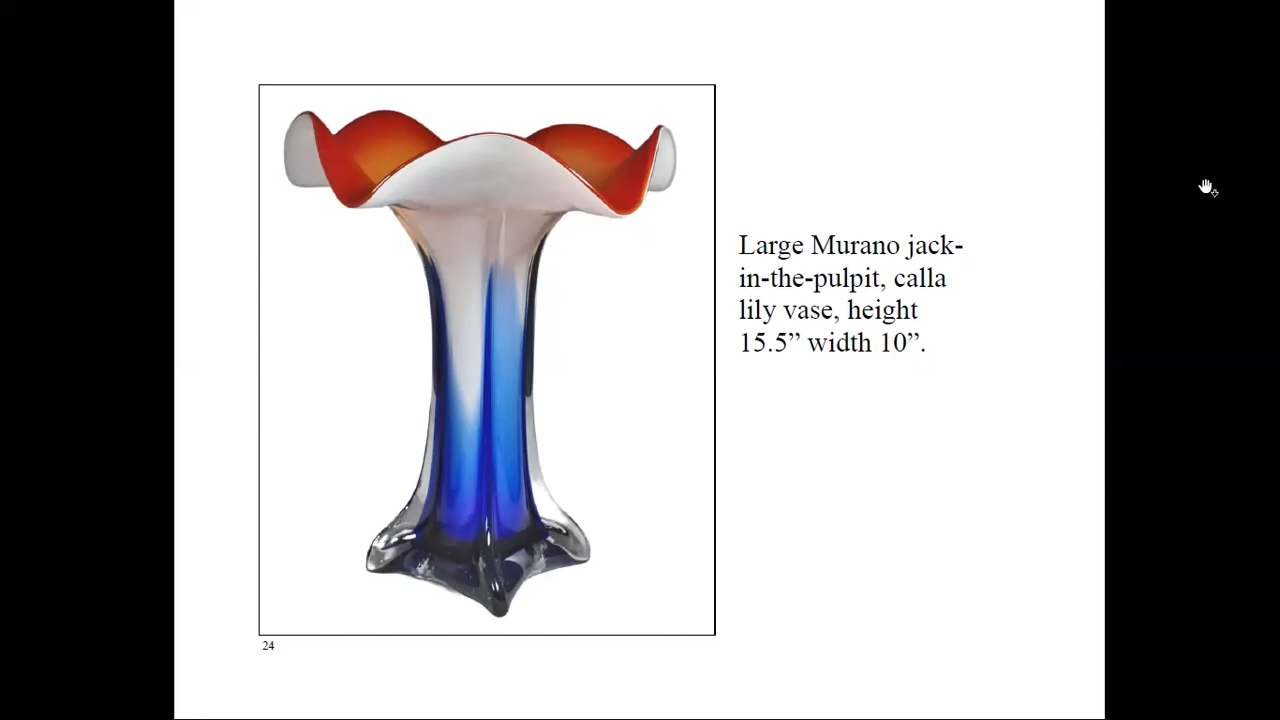 Large Murano jack-
in-the-pulpit, calla
lily vase, height
15.5” width 10”.
24